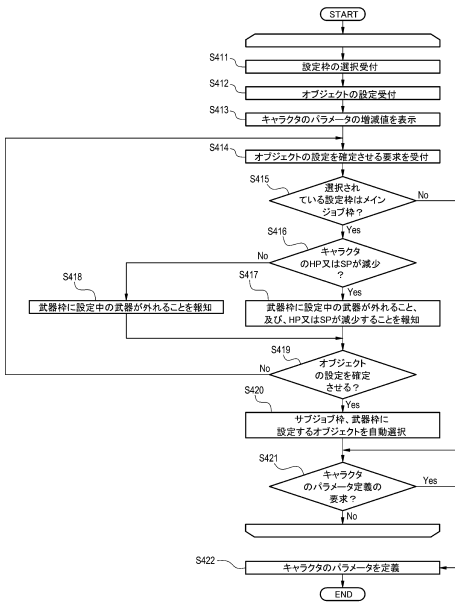 START
S411
設定枠の選択受付
S412
オブジェクトの設定受付
S413
キャラクタのパラメータの増減値を表示
S414
オブジェクトの設定を確定させる要求を受付
S415
選択され
ている設定枠はメイン
ジョブ枠?
No
Yes
S416
キャラクタ
のHP又はSPが減少
?
No
Yes
S418
武器枠に設定中の武器が外れることを報知
S417
武器枠に設定中の武器が外れること、
及び、HP又はSPが減少することを報知
S419
オブジェクト
の設定を確定
させる?
No
Yes
S420
サブジョブ枠、武器枠に
設定するオブジェクトを自動選択
S421
キャラクタ
のパラメータ定義の
要求?
Yes
No
S422
キャラクタのパラメータを定義
END